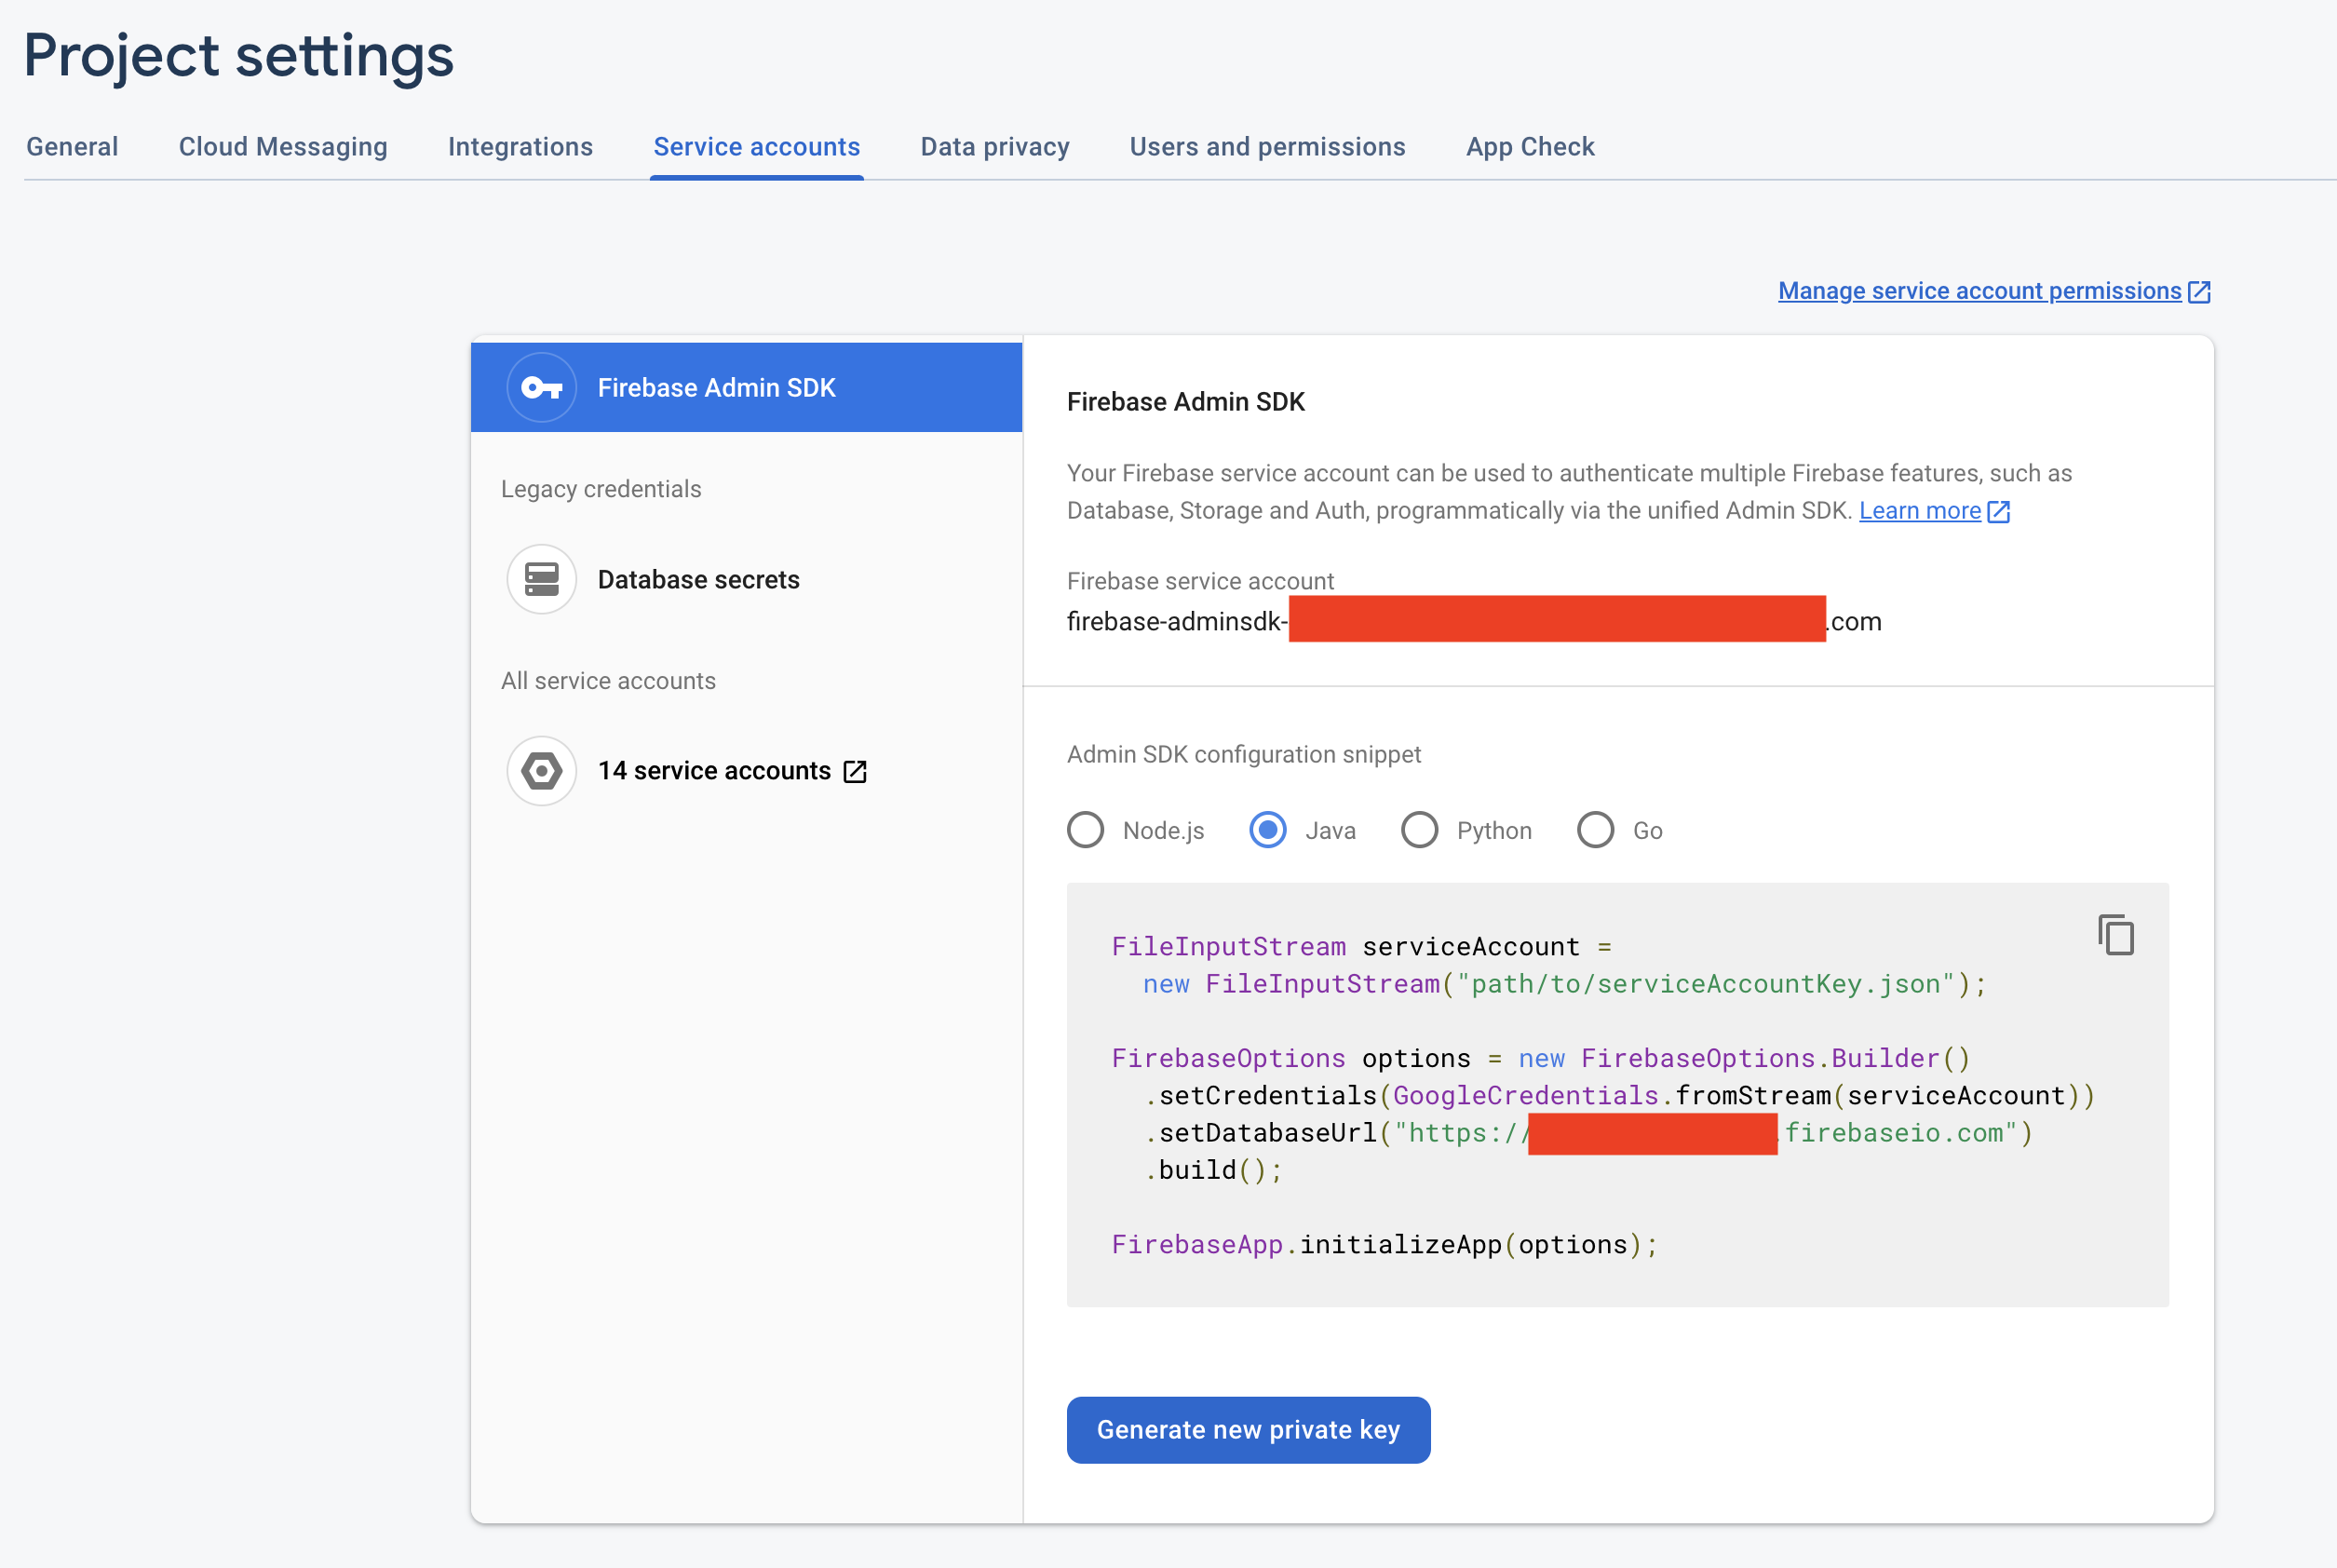 Project settings
General Cloud Messaging Integrations Service accounts Data privacy Users and permissions App Check
Manage service account permissions
Firebase Admin SDK
Legacy credentials
Database secrets
All service accounts
14 service accounts
Firebase Admin SDK
Your Firebase service account can be used to authenticate multiple Firebase features, such as
Database, Storage and Auth, programmatically via the unified Admin SDK. Learn more
Firebase service account
firebase-adminsdk- .com
Admin SDK configuration snippet
Node.js Java Python Go
FileInputStream serviceAccount =
  new FileInputStream("path/to/serviceAccountKey.json");
FirebaseOptions options = new FirebaseOptions.Builder()
  .setCredentials(GoogleCredentials.fromStream(serviceAccount))
  .setDatabaseUrl("https:// .firebaseio.com")
  .build();
FirebaseApp.initializeApp(options);
Generate new private key